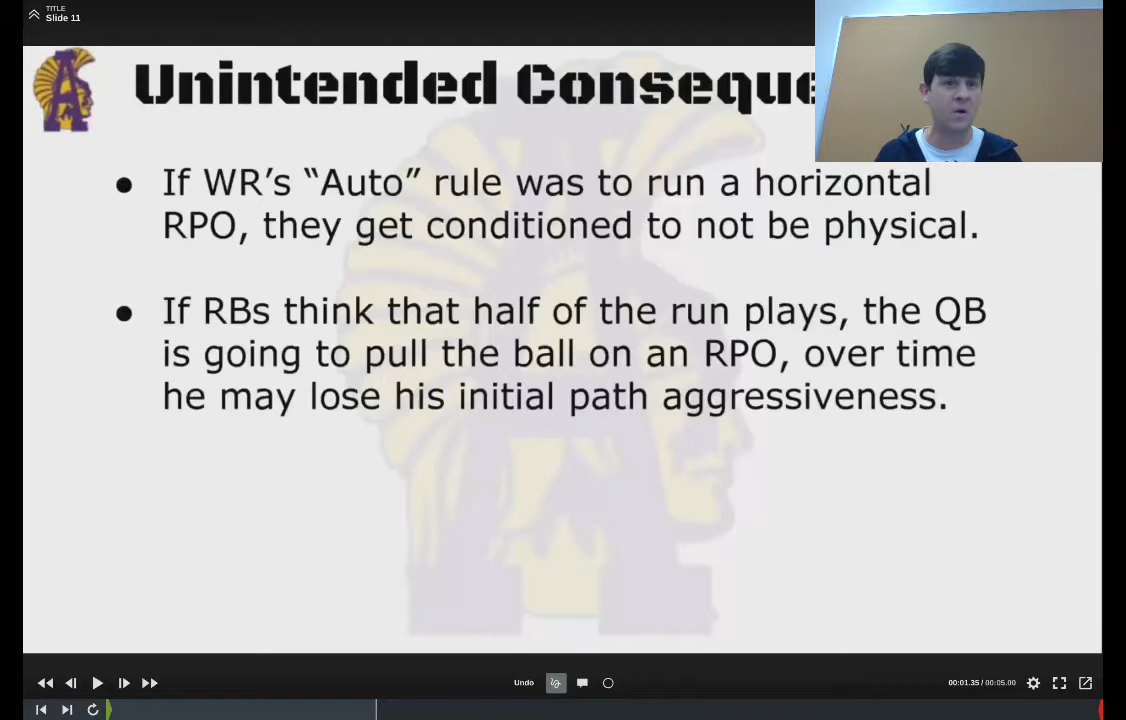 TITLE
Slide 11
Unintended Conseque
● If WR’s “Auto” rule was to run a horizontal
RPO, they get conditioned to not be physical.
● If RBs think that half of the run plays, the QB
is going to pull the ball on an RPO, over time
he may lose his initial path aggressiveness.
Undo
00:01.35 / 00:05.00